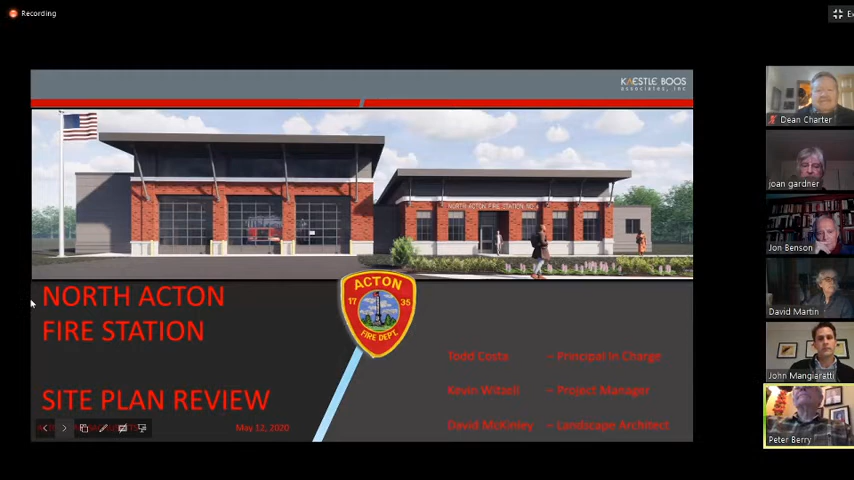 Recording
Ex
KAESTLE BOOS
associates, inc
NORTH ACTON FIRE STATION NO. 4
ACTON
17 35
FIRE DEPT.
NORTH ACTON
FIRE STATION
SITE PLAN REVIEW
Todd Costa – Principal In Charge
Kevin Witzell – Project Manager
David McKinley – Landscape Architect
May 12, 2020
Dean Charter
joan gardner
Jon Benson
David Martin
John Mangiaratti
Peter Berry